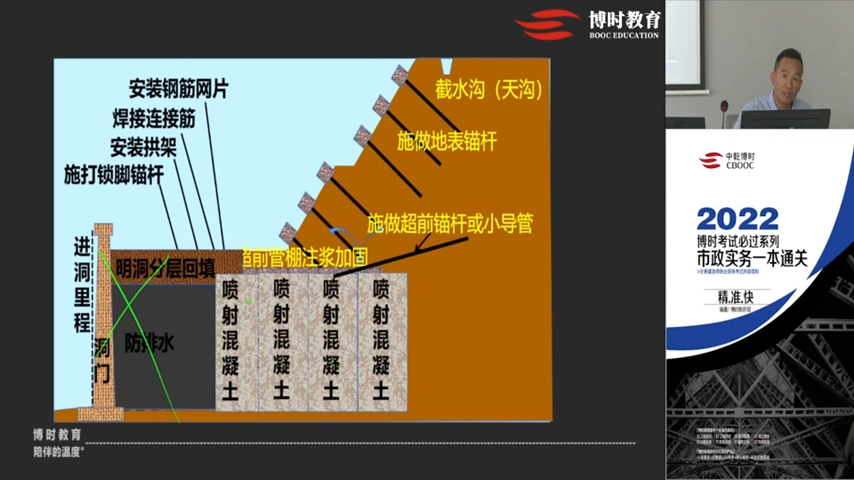 博时教育
BOOC EDUCATION
安装钢筋网片
焊接连接筋
安装拱架
施打锁脚锚杆
截水沟（天沟）
施做地表锚杆
施做超前锚杆或小导管
超前管棚注浆加固
明洞分层回填
进洞里程
洞门
防排水
喷射混凝土
喷射混凝土
喷射混凝土
喷射混凝土
博时教育
陪伴的温度
中乾博时
CBOOC
2022
博时考试必过系列
市政实务一本通关
精,准,快